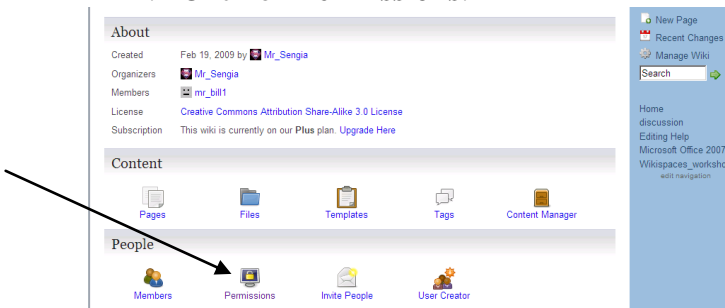 About
Created Feb 19, 2009 by Mr_Sengia
Organizers Mr_Sengia
Members mr_bill1
License Creative Commons Attribution Share-Alike 3.0 License
Subscription This wiki is currently on our Plus plan. Upgrade Here
Content
Pages Files Templates Tags Content Manager
People
Members Permissions Invite People User Creator
New Page
Recent Changes
Manage Wiki
Search
Home
discussion
Editing Help
Microsoft Office 2007
Wikispaces_worksho
edit navigation